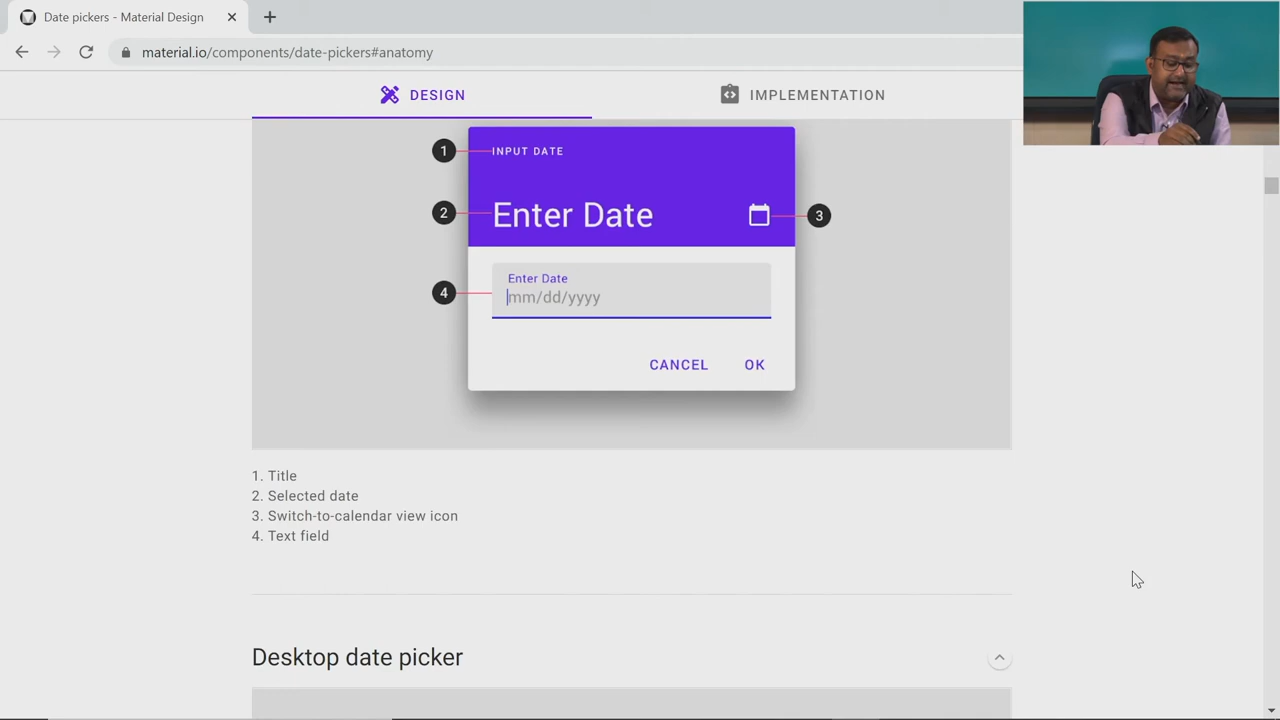 Date pickers - Material Design
material.io/components/date-pickers#anatomy
DESIGN
IMPLEMENTATION
1
INPUT DATE
2
Enter Date
3
4
Enter Date
mm/dd/yyyy
CANCEL
OK
1. Title
2. Selected date
3. Switch-to-calendar view icon
4. Text field
Desktop date picker